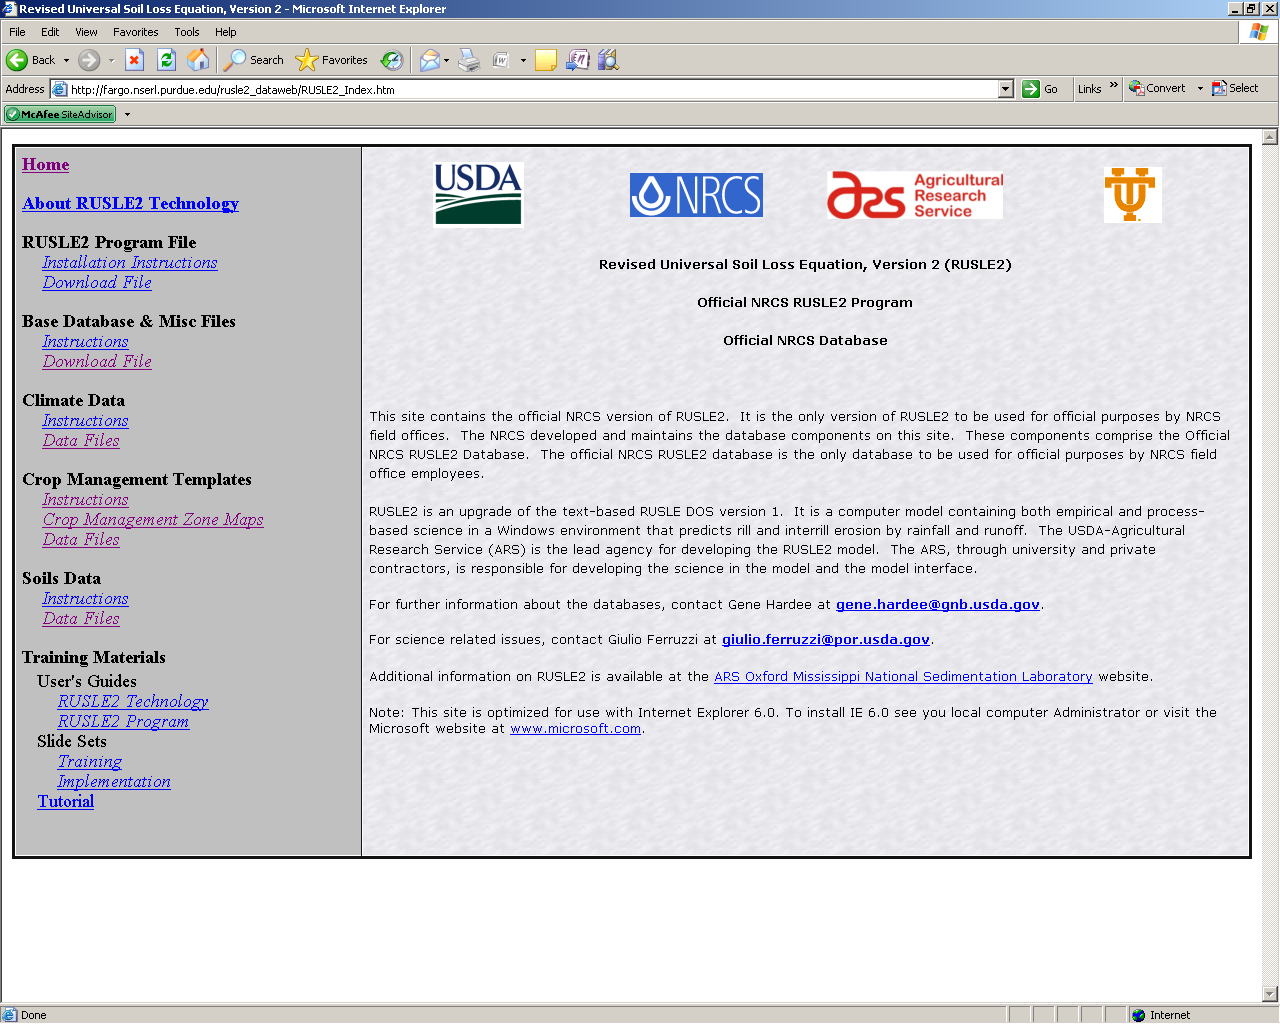 Revised Universal Soil Loss Equation, Version 2 - Microsoft Internet Explorer
File Edit View Favorites Tools Help
Back Search Favorites
Address http://fargo.nserl.purdue.edu/rusle2_dataweb/RUSLE2_Index.htm Go Links » Convert Select
McAfee SiteAdvisor
Home
About RUSLE2 Technology
RUSLE2 Program File
Installation Instructions
Download File
Base Database & Misc Files
Instructions
Download File
Climate Data
Instructions
Data Files
Crop Management Templates
Instructions
Crop Management Zone Maps
Data Files
Soils Data
Instructions
Data Files
Training Materials
User's Guides
RUSLE2 Technology
RUSLE2 Program
Slide Sets
Training
Implementation
Tutorial
USDA
NRCS
ars Agricultural
Research
Service
UT
Revised Universal Soil Loss Equation, Version 2 (RUSLE2)
Official NRCS RUSLE2 Program
Official NRCS Database
This site contains the official NRCS version of RUSLE2.  It is the only version of RUSLE2 to be used for official purposes by NRCS
field offices.  The NRCS developed and maintains the database components on this site.  These components comprise the Official
NRCS RUSLE2 Database.  The official NRCS RUSLE2 database is the only database to be used for official purposes by NRCS field
office employees.
RUSLE2 is an upgrade of the text-based RUSLE DOS version 1.  It is a computer model containing both empirical and process-
based science in a Windows environment that predicts rill and interrill erosion by rainfall and runoff.  The USDA-Agricultural
Research Service (ARS) is the lead agency for developing the RUSLE2 model.  The ARS, through university and private
contractors, is responsible for developing the science in the model and the model interface.
For further information about the databases, contact Gene Hardee at gene.hardee@gnb.usda.gov.
For science related issues, contact Giulio Ferruzzi at giulio.ferruzzi@por.usda.gov.
Additional information on RUSLE2 is available at the ARS Oxford Mississippi National Sedimentation Laboratory website.
Note: This site is optimized for use with Internet Explorer 6.0. To install IE 6.0 see you local computer Administrator or visit the
Microsoft website at www.microsoft.com.
Done Internet